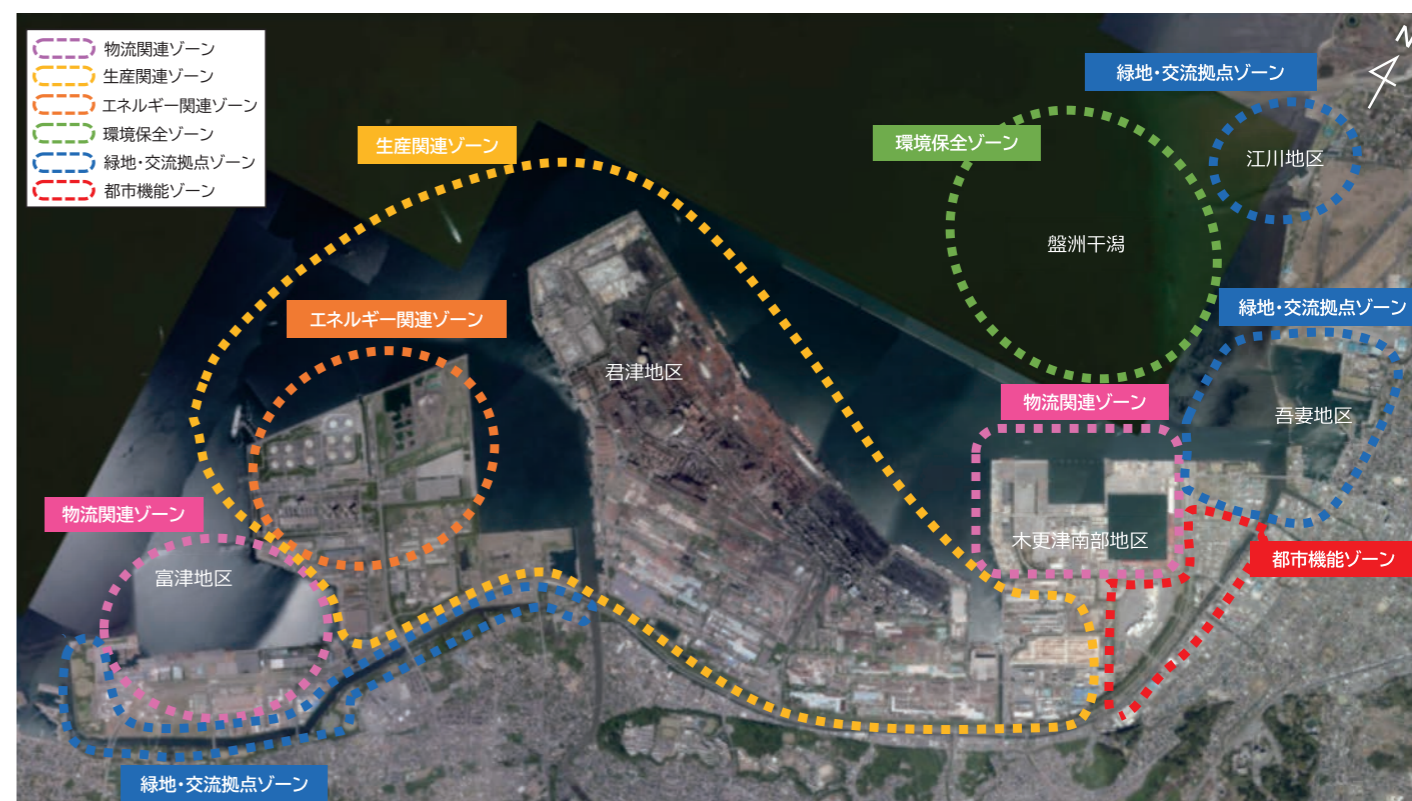 物流関連ゾーン
生産関連ゾーン
エネルギー関連ゾーン
環境保全ゾーン
緑地・交流拠点ゾーン
都市機能ゾーン
N
緑地・交流拠点ゾーン
生産関連ゾーン
環境保全ゾーン
江川地区
盤洲干潟
緑地・交流拠点ゾーン
エネルギー関連ゾーン
君津地区
物流関連ゾーン
吾妻地区
物流関連ゾーン
木更津南部地区
都市機能ゾーン
富津地区
緑地・交流拠点ゾーン